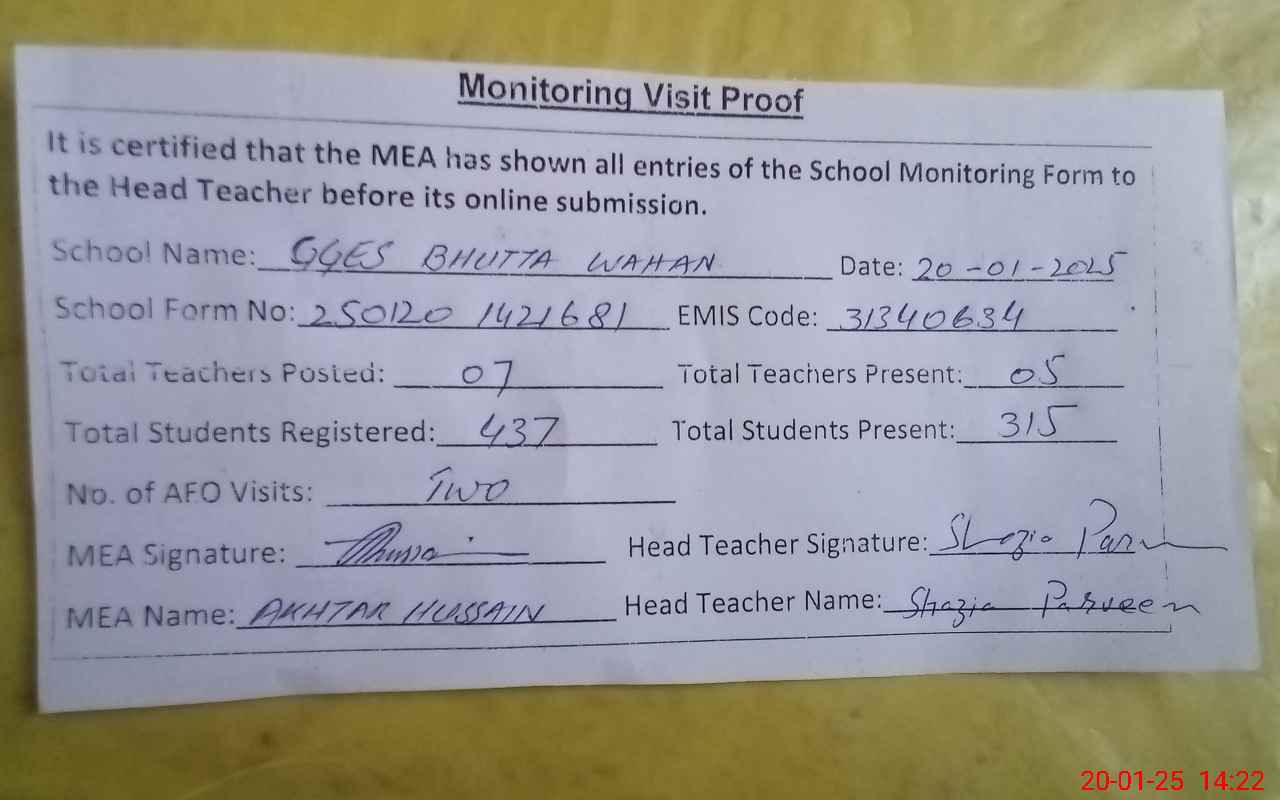 Monitoring Visit Proof
It is certified that the MEA has shown all entries of the School Monitoring Form to
the Head Teacher before its online submission.
School Name: GGES BHUTTA WAHAN Date: 20-01-2025
School Form No: 250120 1421681 EMIS Code: 31340634
Total Teachers Posted: 07 Total Teachers Present: 05
Total Students Registered: 437 Total Students Present: 315
No. of AFO Visits: Two
MEA Signature: Head Teacher Signature: Shazia
MEA Name: AKHTAR HUSSAIN Head Teacher Name: Shazia Parveen
20-01-25 14:22